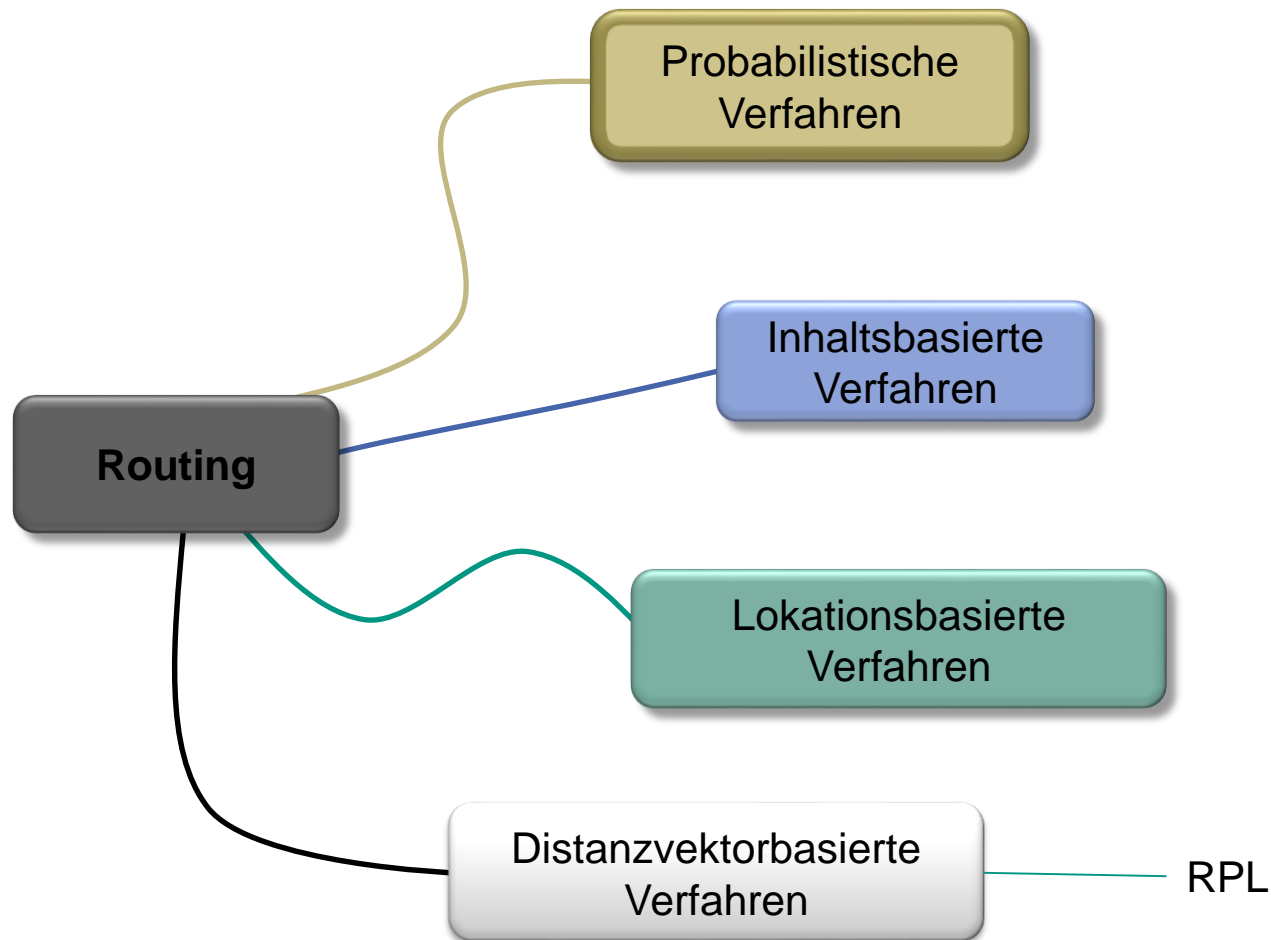 Probabilistische
Verfahren
Inhaltsbasierte
Verfahren
Routing
Lokationsbasierte
Verfahren
Distanzvektorbasierte
Verfahren
RPL